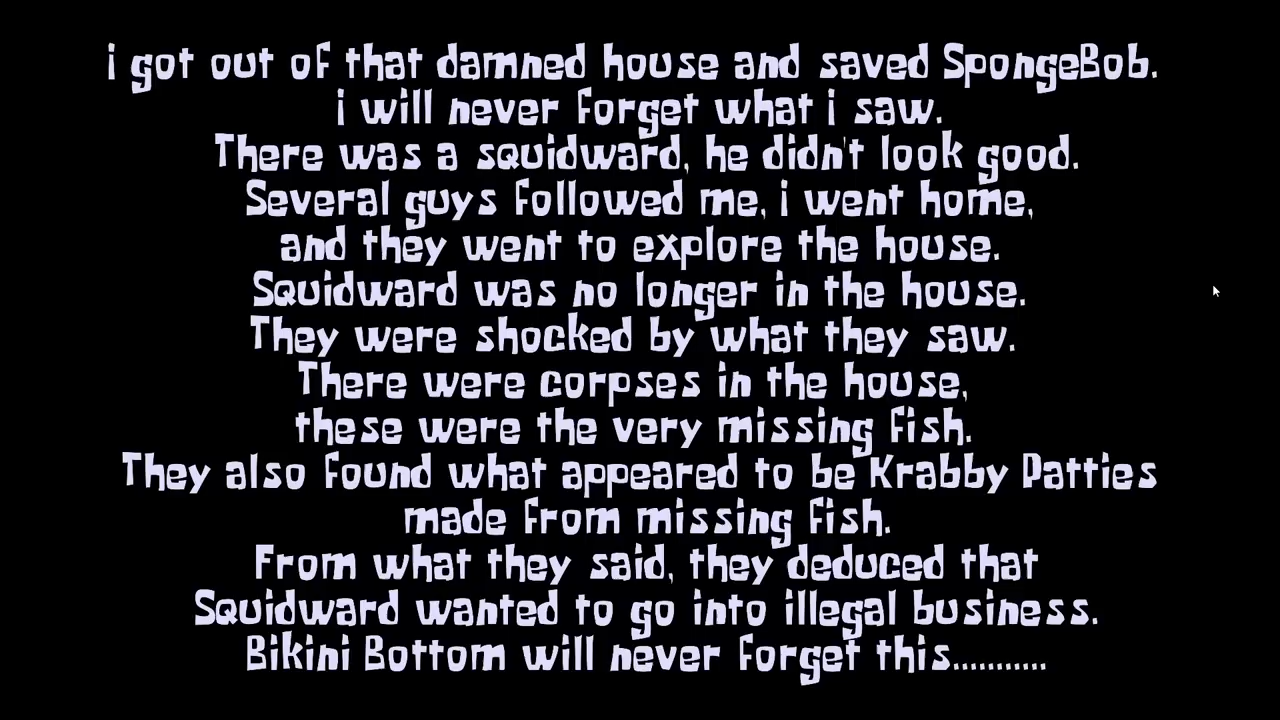 i got out of that damned house and saved SpongeBob.
i will never forget what i saw.
There was a squidward, he didn't look good.
Several guys followed me, i went home,
and they went to explore the house.
Squidward was no longer in the house.
They were shocked by what they saw.
There were corpses in the house,
these were the very missing fish.
They also found what appeared to be Krabby Patties
made from missing fish.
From what they said, they deduced that
Squidward wanted to go into illegal business.
Bikini Bottom will never forget this...........